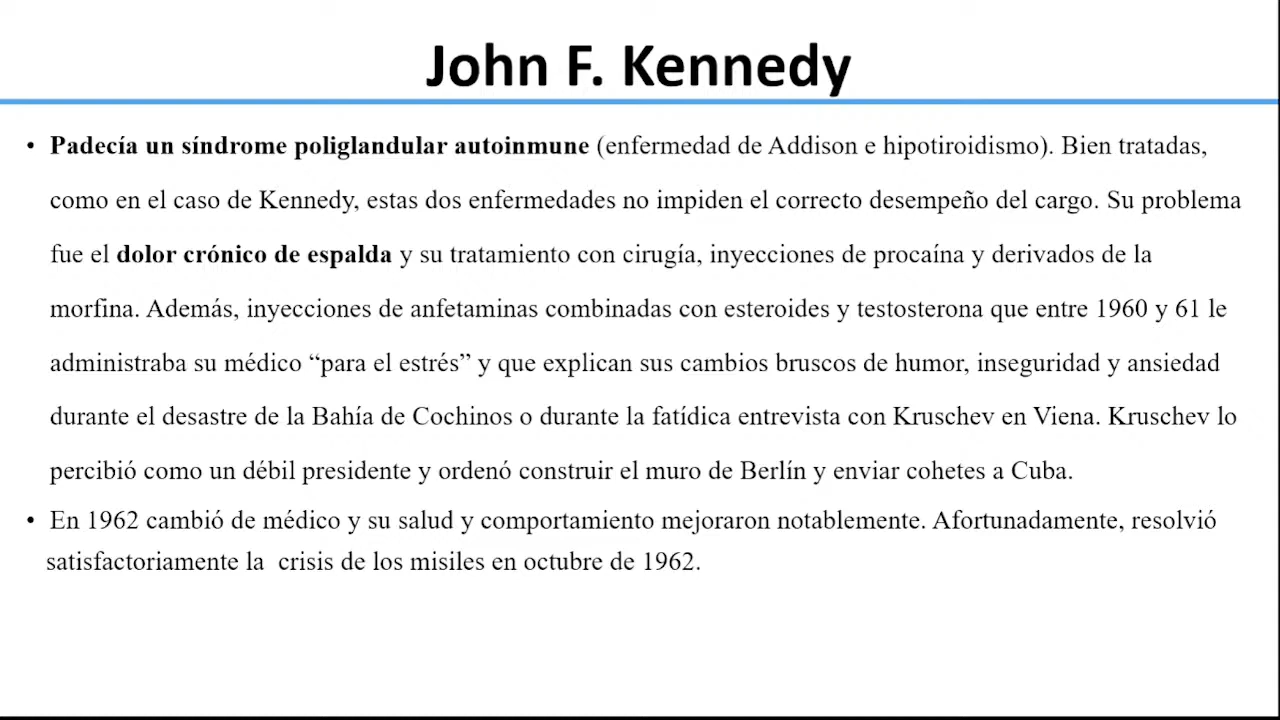 John F. Kennedy
• Padecía un síndrome poliglandular autoinmune (enfermedad de Addison e hipotiroidismo). Bien tratadas,
como en el caso de Kennedy, estas dos enfermedades no impiden el correcto desempeño del cargo. Su problema
fue el dolor crónico de espalda y su tratamiento con cirugía, inyecciones de procaína y derivados de la
morfina. Además, inyecciones de anfetaminas combinadas con esteroides y testosterona que entre 1960 y 61 le
administraba su médico “para el estrés” y que explican sus cambios bruscos de humor, inseguridad y ansiedad
durante el desastre de la Bahía de Cochinos o durante la fatídica entrevista con Kruschev en Viena. Kruschev lo
percibió como un débil presidente y ordenó construir el muro de Berlín y enviar cohetes a Cuba.
• En 1962 cambió de médico y su salud y comportamiento mejoraron notablemente. Afortunadamente, resolvió
satisfactoriamente la  crisis de los misiles en octubre de 1962.